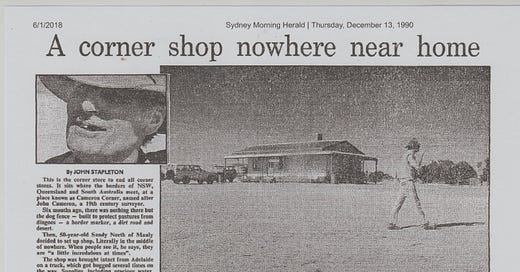 6/1/2018
Sydney Morning Herald | Thursday, December 13, 1990
A corner shop nowhere near home
By JOHN STAPLETON
This is the corner store to end all corner
stores. It sits where the borders of NSW,
Queensland and South Australia meet, at a
place known as Cameron Corner, named after
John Cameron, a 19th century surveyor.
Six months ago, there was nothing there but
the dog fence – built to protect pastures from
dingoes – a border marker, a dirt road and
desert.
Then, 50-year-old Sandy North of Manly
decided to set up shop. Literally in the middle
of nowhere. When people see it, he says, they
are "a little incredulous at times".
The shop was brought intact from Adelaide
on a truck, which got bogged several times on
the way. Supplies, including precious water,